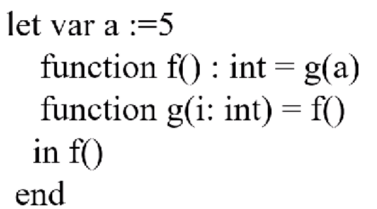 let var a :=5
function f() : int = g(a)
function g(i: int) = f()
in f()
end